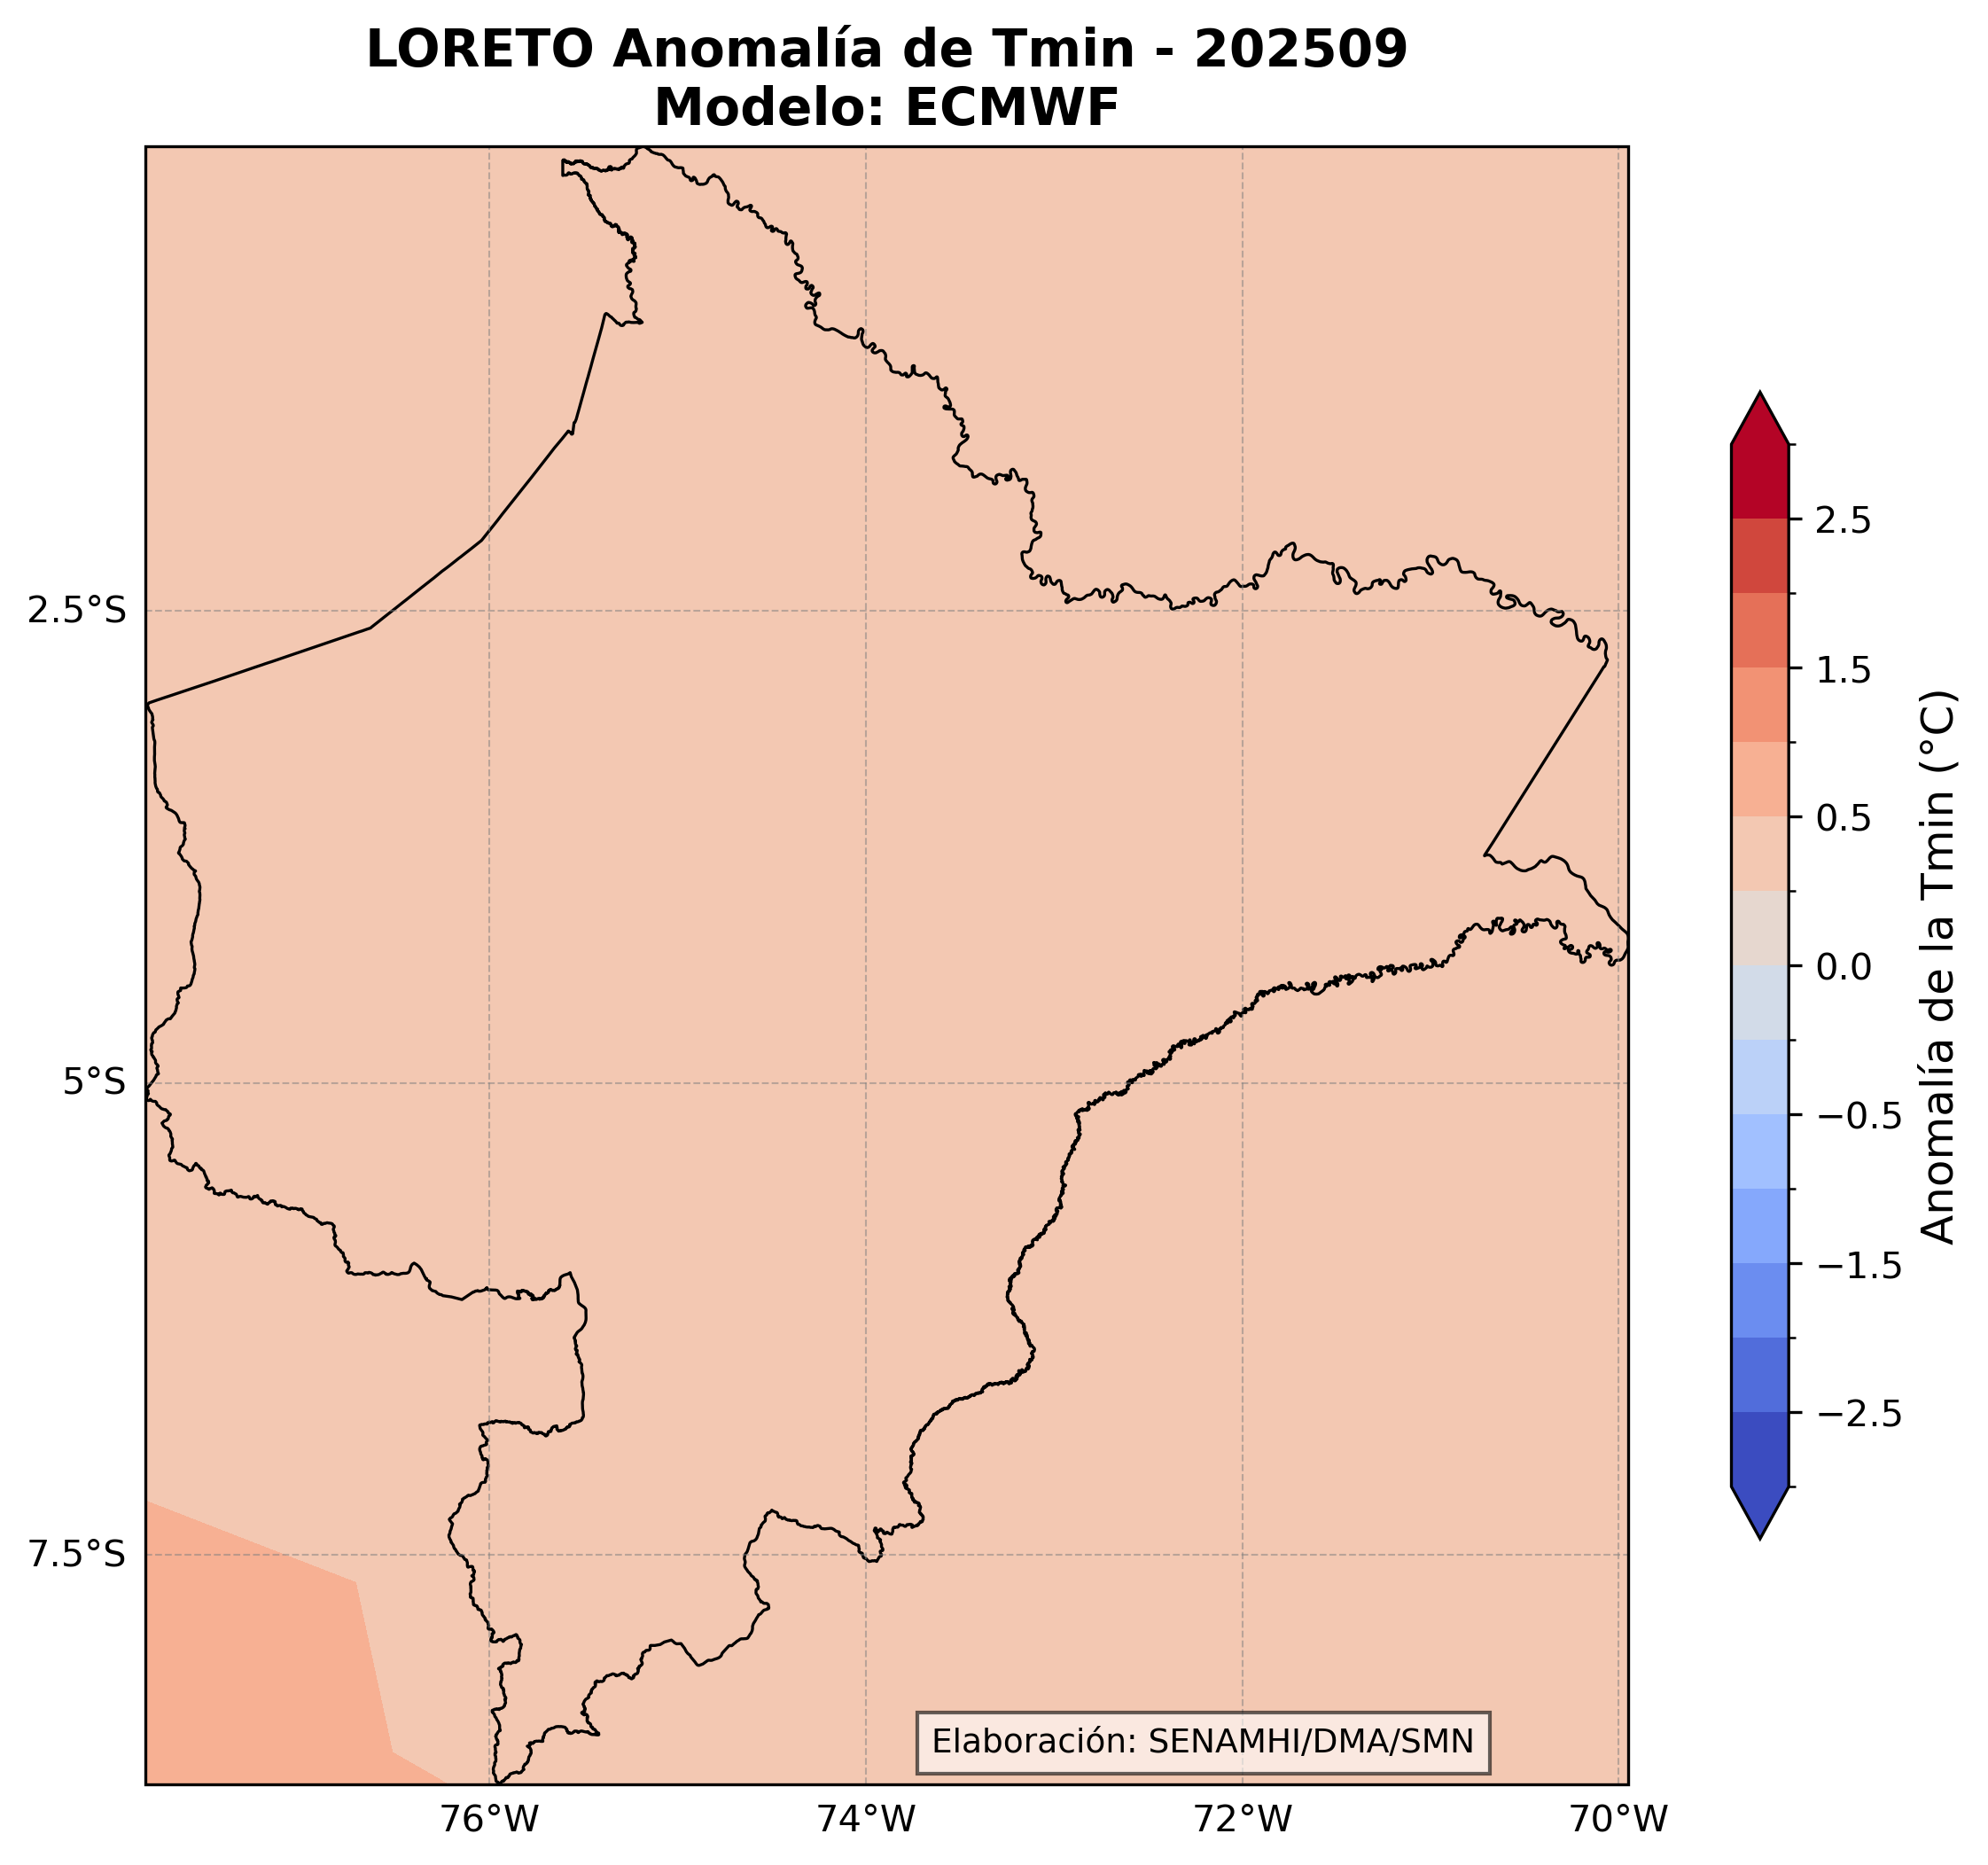 LORETO Anomalía de Tmin - 202509
Modelo: ECMWF
2.5°S
5°S
7.5°S
76°W
74°W
72°W
70°W
Elaboración: SENAMHI/DMA/SMN
2.5
1.5
0.5
0.0
−0.5
−1.5
−2.5
Anomalía de la Tmin (°C)